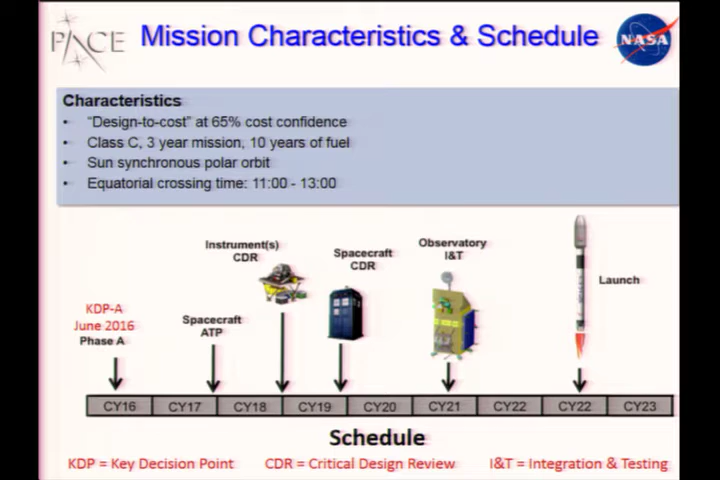 PACE
Mission Characteristics & Schedule
NASA
Characteristics
• "Design-to-cost" at 65% cost confidence
• Class C, 3 year mission, 10 years of fuel
• Sun synchronous polar orbit
• Equatorial crossing time: 11:00 - 13:00
KDP-A
June 2016
Phase A
Spacecraft
ATP
Instrument(s)
CDR
Spacecraft
CDR
Observatory
I&T
Launch
CY16 CY17 CY18 CY19 CY20 CY21 CY22 CY22 CY23
Schedule
KDP = Key Decision Point CDR = Critical Design Review I&T = Integration & Testing